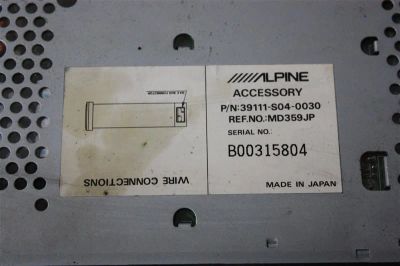 ALPINE
ACCESSORY
P/N:39111-S04-0030
REF.NO.:MD359JP
SERIAL NO.:
B00315804
MADE IN JAPAN
WIRE CONNECTIONS